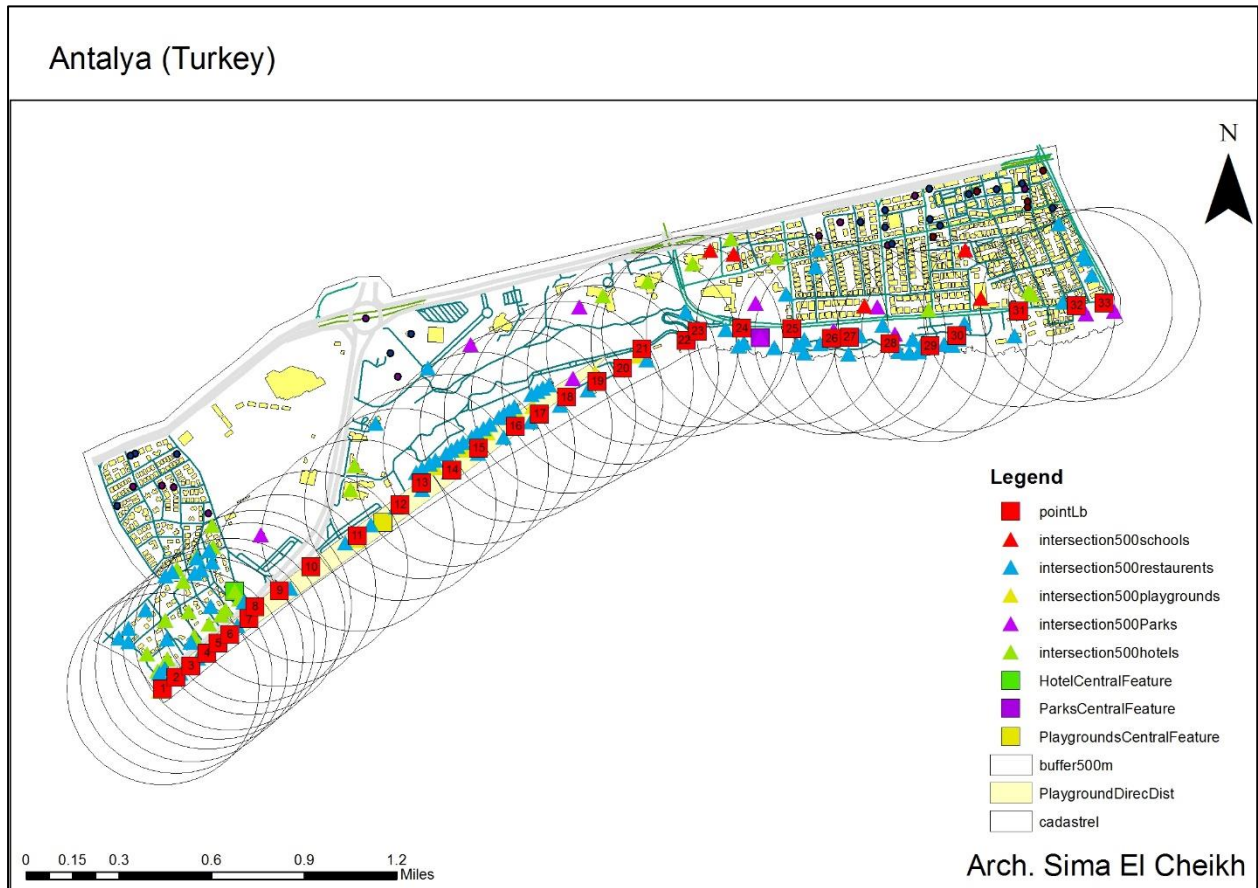 Antalya (Turkey)
N
33
32
31
30
29
28
27
26
25
24
23
22
21
20
19
18
17
16
15
14
13
12
11
10
9
8
7
6
5
4
3
2
1
Legend
pointLb
intersection500schools
intersection500restaurents
intersection500playgrounds
intersection500Parks
intersection500hotels
HotelCentralFeature
ParksCentralFeature
PlaygroundsCentralFeature
buffer500m
PlaygroundDirecDist
cadastrel
0 0.15 0.3 0.6 0.9 1.2
Miles
Arch. Sima El Cheikh